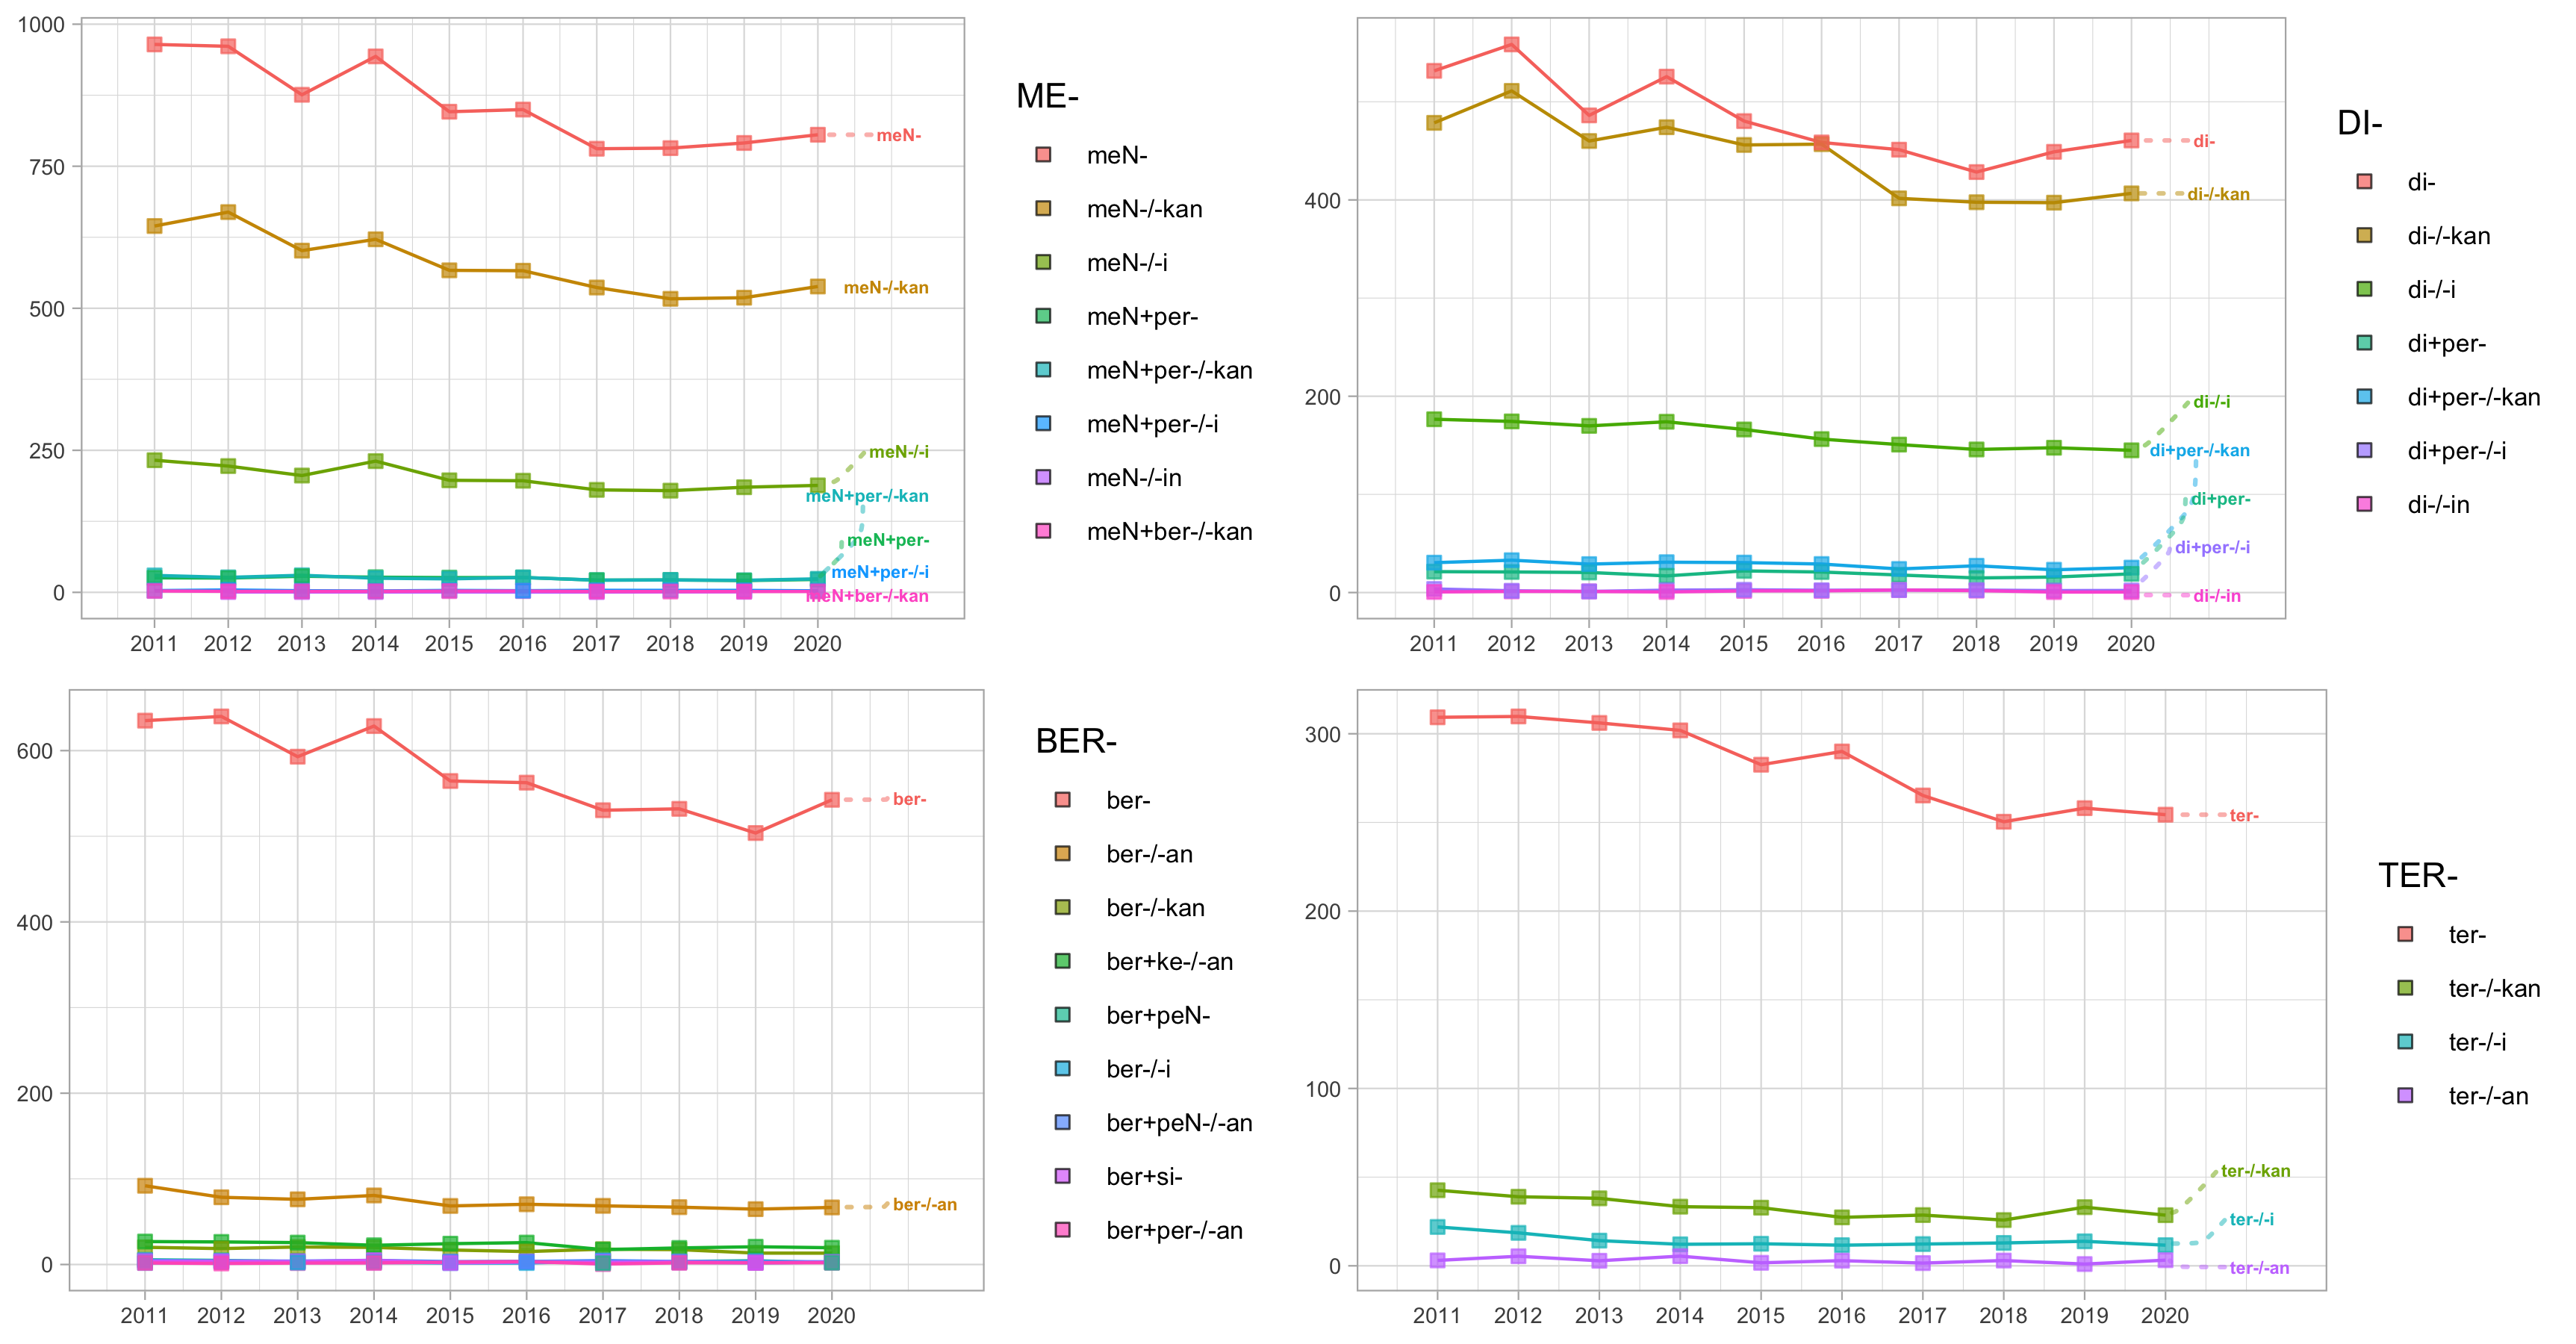 1000
750
500
250
0
2011 2012 2013 2014 2015 2016 2017 2018 2019 2020
meN-
meN-/-kan
meN-/-i
meN+per-/-kan
meN+per-
meN+per-/-i
meN+ber-/-kan
ME-
meN-
meN-/-kan
meN-/-i
meN+per-
meN+per-/-kan
meN+per-/-i
meN-/-in
meN+ber-/-kan
400
200
0
2011 2012 2013 2014 2015 2016 2017 2018 2019 2020
di-
di-/-kan
di-/-i
di+per-/-kan
di+per-
di+per-/-i
di-/-in
DI-
di-
di-/-kan
di-/-i
di+per-
di+per-/-kan
di+per-/-i
di-/-in
600
400
200
0
2011 2012 2013 2014 2015 2016 2017 2018 2019 2020
ber-
ber-/-an
BER-
ber-
ber-/-an
ber-/-kan
ber+ke-/-an
ber+peN-
ber-/-i
ber+peN-/-an
ber+si-
ber+per-/-an
300
200
100
0
2011 2012 2013 2014 2015 2016 2017 2018 2019 2020
ter-
ter-/-kan
ter-/-i
ter-/-an
TER-
ter-
ter-/-kan
ter-/-i
ter-/-an